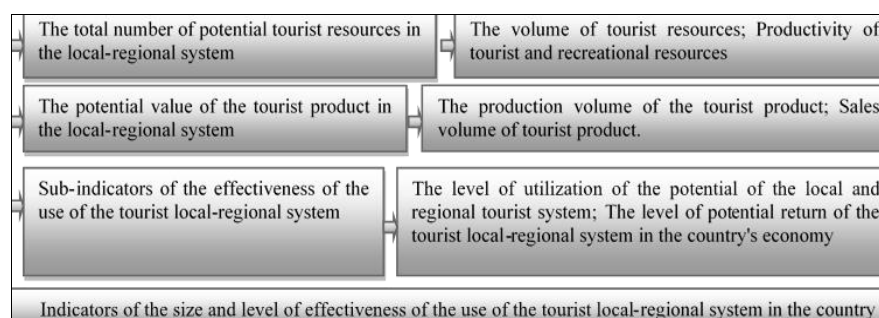 The total number of potential tourist resources in
the local-regional system
The volume of tourist resources; Productivity of
tourist and recreational resources
The potential value of the tourist product in
the local-regional system
The production volume of the tourist product; Sales
volume of tourist product.
Sub-indicators of the effectiveness of the
use of the tourist local-regional system
The level of utilization of the potential of the local and
regional tourist system; The level of potential return of the
tourist local-regional system in the country's economy
Indicators of the size and level of effectiveness of the use of the tourist local-regional system in the country